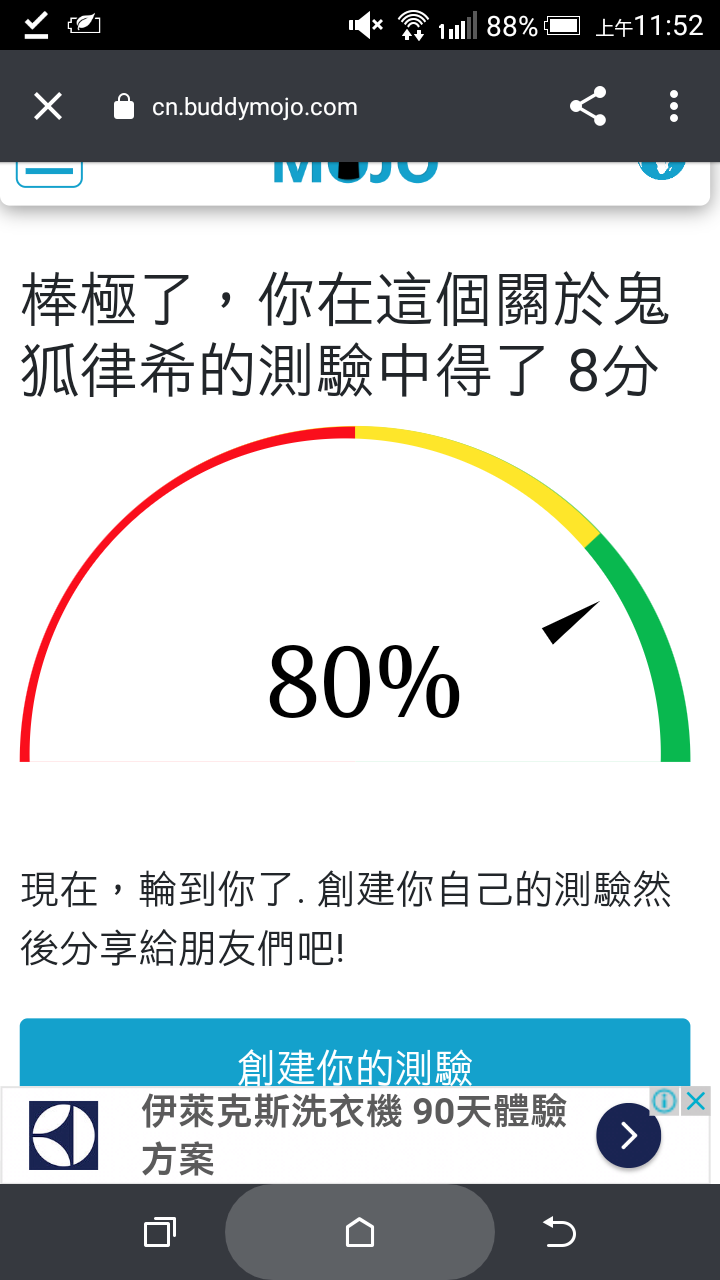 88% 上午11:52
cn.buddymojo.com
MOJO
棒極了，你在這個關於鬼
狐律希的測驗中得了 8分
80%
現在，輪到你了. 創建你自己的測驗然
後分享給朋友們吧!
創建你的測驗
伊萊克斯洗衣機 90天體驗
方案